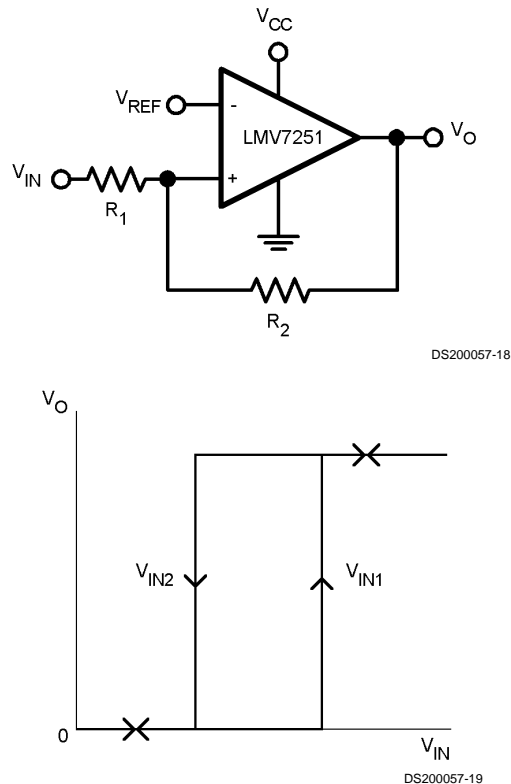 VCC
VREF
-
LMV7251
VO
VIN
+
R1
R2
DS200057-18
VO
VIN2
VIN1
0
VIN
DS200057-19